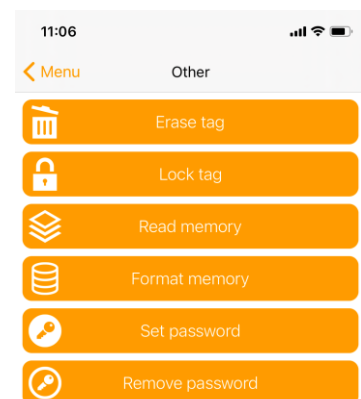 11:06
Menu
Other
Erase tag
Lock tag
Read memory
Format memory
Set password
Remove password